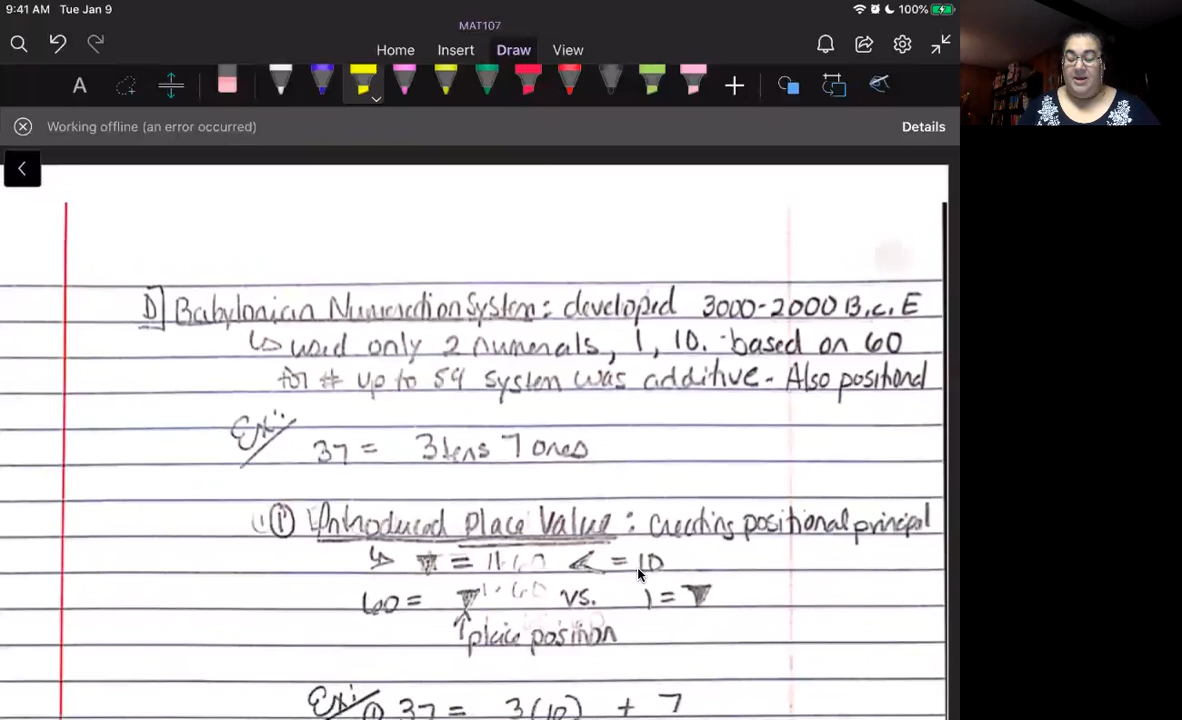 9:41 AM Tue Jan 9
100%
MAT107
Home Insert Draw View
A
Working offline (an error occurred)
Details
D] Babylonian Numeration System: developed 3000-2000 B.C.E
↳ used only 2 numerals, 1, 10. based on 60
for # up to 59 system was additive - Also positional
Ex:
37 = 3 tens 7 ones
① Introduced Place Value: creating positional principal
↳ ▼ = < = 10
60 = ▼ vs. 1 = ▼
↑ place position
Ex: ① 37 = 3(10) + 7